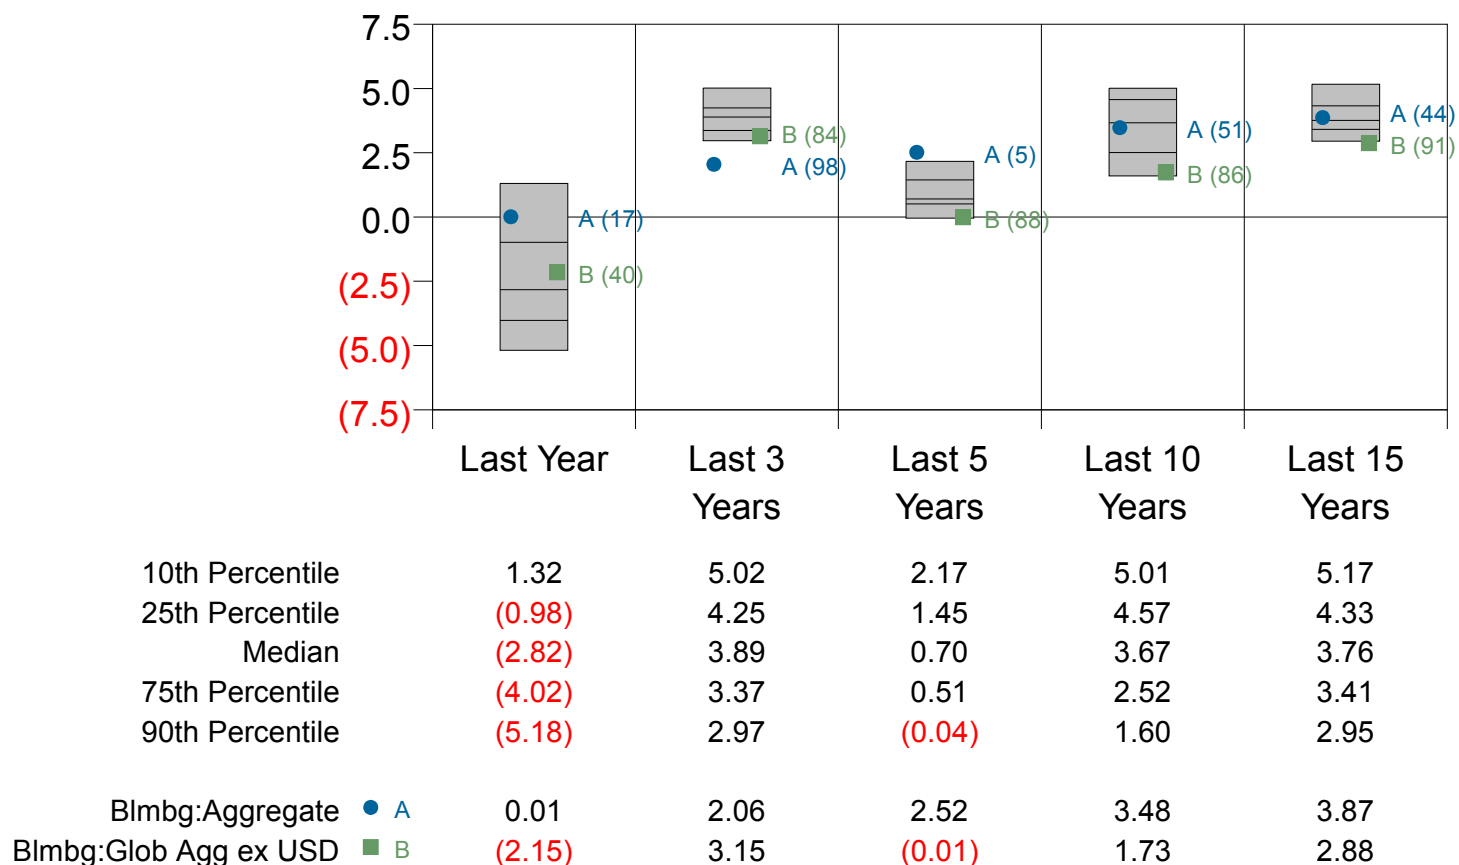 7.5
5.0
B (84)
A (44)
A (51)
2.5
A (5)
B (91)
A (98)
B (86)
0.0
A (17)
B (88)
B (40)
(2.5)
(5.0)
(7.5)
Last Year Last 3 Years Last 5 Years Last 10 Years Last 15 Years
10th Percentile 1.32 5.02 2.17 5.01 5.17
25th Percentile (0.98) 4.25 1.45 4.57 4.33
Median (2.82) 3.89 0.70 3.67 3.76
75th Percentile (4.02) 3.37 0.51 2.52 3.41
90th Percentile (5.18) 2.97 (0.04) 1.60 2.95
Blmbg:Aggregate A 0.01 2.06 2.52 3.48 3.87
Blmbg:Glob Agg ex USD B (2.15) 3.15 (0.01) 1.73 2.88